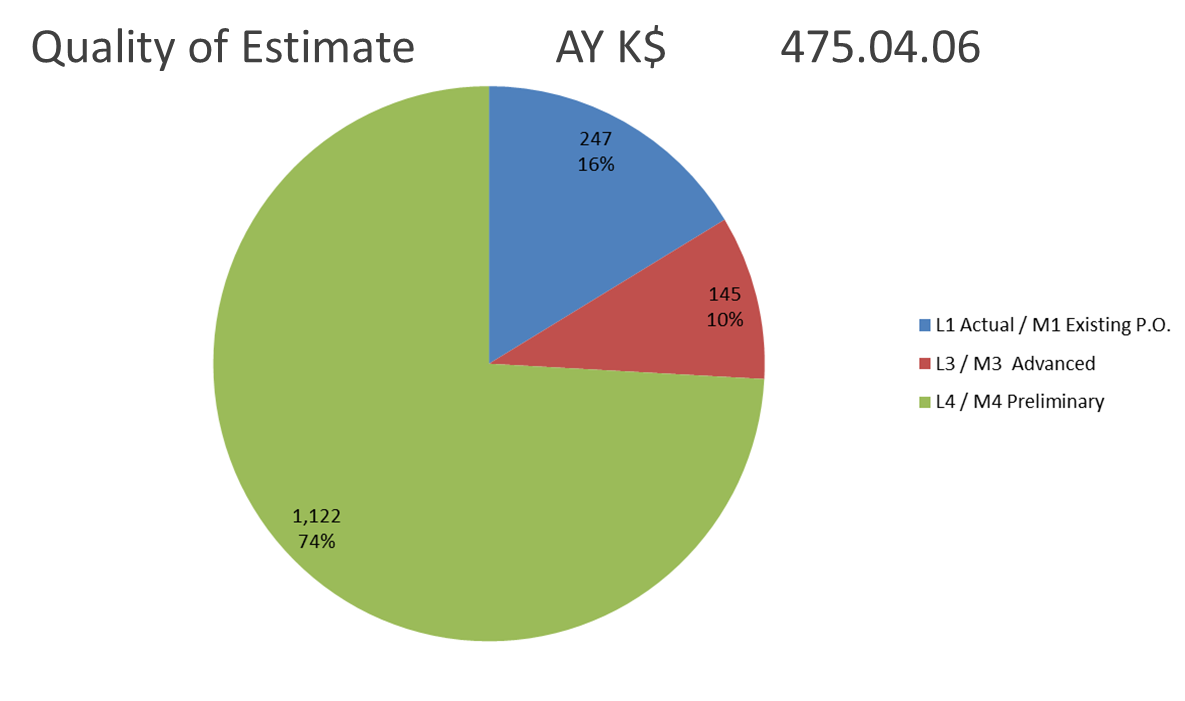 Quality of Estimate AY K$ 475.04.06
247
16%
145
10%
L1 Actual / M1 Existing P.O.
L3 / M3 Advanced
L4 / M4 Preliminary
1,122
74%